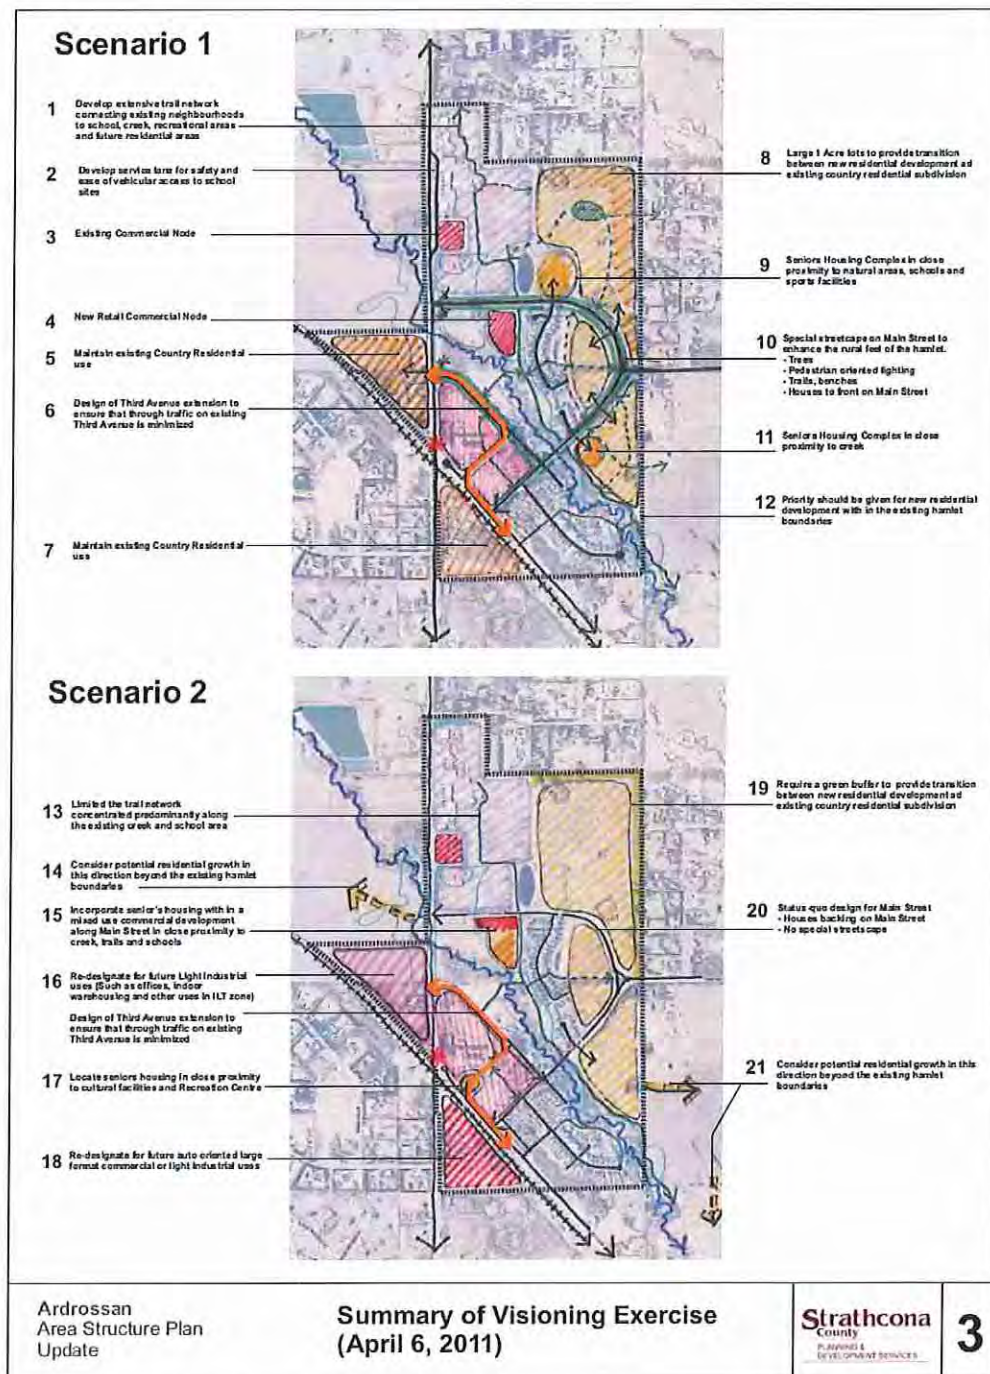 Scenario 1
1 Develop extensive trail network
connecting existing neighbourhoods
to school, creek, recreational areas
and future residential areas
2 Develop service lane for safety and
ease of vehicular access to school
sites
3 Existing Commercial Node
4 New Retail Commercial Node
5 Maintain existing Country Residential
use
6 Design of Third Avenue extension to
ensure that through traffic on existing
Third Avenue is minimized
7 Maintain existing Country Residential
use
8 Large 1 Acre lots to provide transition
between new residential development ad
existing country residential subdivision
9 Seniors Housing Complex in close
proximity to natural areas, schools and
sports facilities
10 Special streetcape on Main Street to
enhance the rural feel of the hamlet.
- Trees
- Pedestrian oriented lighting
- Trails, benches
- Houses to front on Main Street
11 Seniors Housing Complex in close
proximity to creek
12 Priority should be given for new residential
development with in the existing hamlet
boundaries
Scenario 2
13 Limited the trail network
concentrated predominantly along
the existing creek and school area
14 Consider potential residential growth in
this direction beyond the existing hamlet
boundaries
15 Incorporate senior's housing with in a
mixed use commercial development
along Main Street in close proximity to
creek, trails and schools
16 Re-designate for future Light Industrial
uses (Such as offices, indoor
warehousing and other uses in ILT zone)
Design of Third Avenue extension to
ensure that through traffic on existing
Third Avenue is minimized
17 Locate seniors housing in close proximity
to cultural facilities and Recreation Centre
18 Re-designate for future auto oriented large
format commercial or light industrial uses
19 Require a green buffer to provide transition
between new residential development ad
existing country residential subdivision
20 Status quo design for Main Street
- Houses backing on Main Street
- No special streetscape
21 Consider potential residential growth in this
direction beyond the existing hamlet
boundaries
Ardrossan
Area Structure Plan
Update
Summary of Visioning Exercise
(April 6, 2011)
Strathcona
County
PLANNING &
DEVELOPMENT SERVICES
3